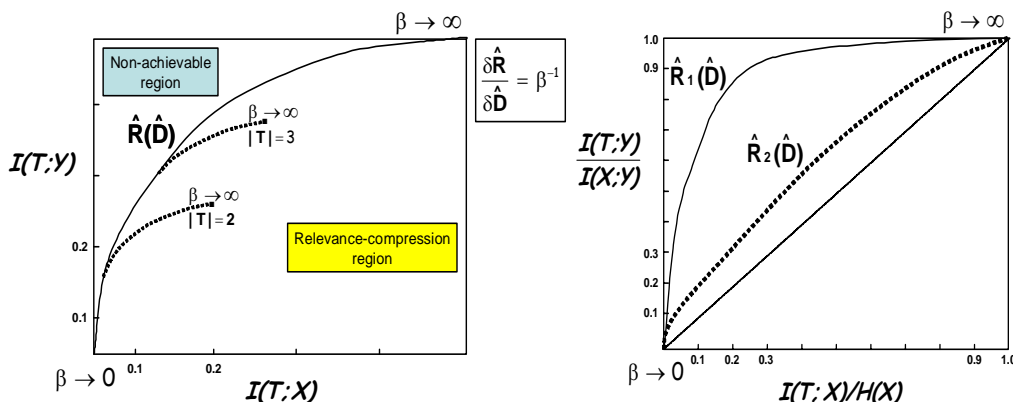 β → ∞
Non-achievable
region
R̂(D̂)
β → ∞
|T|=3
β → ∞
|T|=2
Relevance-compression
region
I(T;Y)
0.2
0.1
β → 0
0.1
0.2
I(T;X)
δR̂
δD̂
= β⁻¹
β → ∞
1.0
0.9
R̂₁(D̂)
R̂₂(D̂)
I(T;Y)
I(X;Y)
0.3
0.2
0.1
β → 0
0.1
0.2
0.3
0.9
1.0
I(T;X)/H(X)